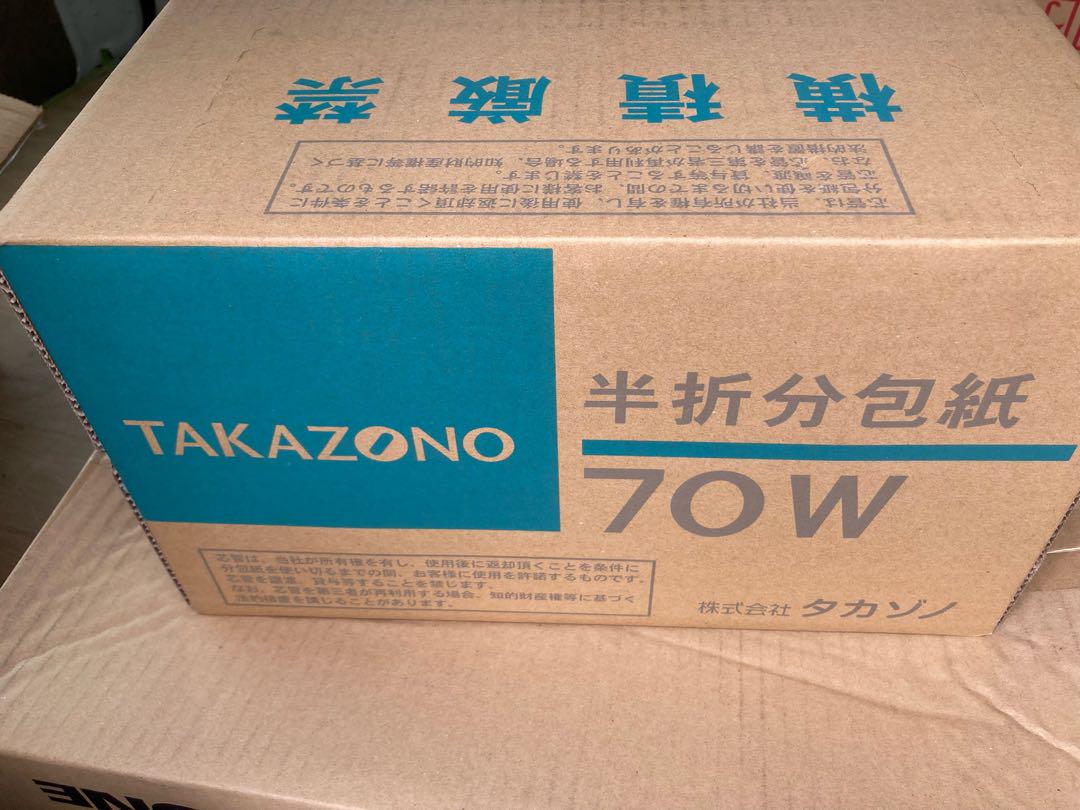 横積厳禁
芯管は、当社が所有権を有し、使用後に返却頂くことを条件に
分包紙を使い切るまでの間、お客様に使用を許諾するものです。
芯管を譲渡、貸与等することを禁じます。
なお、芯管を第三者が再利用する場合、知的財産権等に基づく
法的措置を講じることがあります。
TAKAZONO
半折分包紙
70W
芯管は、当社が所有権を有し、使用後に返却頂くことを条件に
分包紙を使い切るまでの間、お客様に使用を許諾するものです。
芯管を譲渡、貸与等することを禁じます。
なお、芯管を第三者が再利用する場合、知的財産権等に基づく
法的措置を講じることがあります。
株式会社 タカゾノ